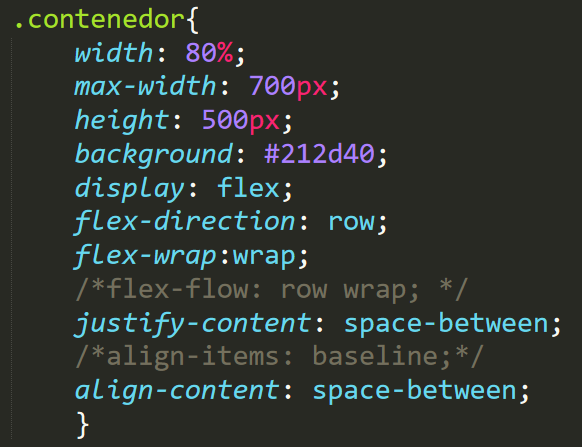 .contenedor{
width: 80%;
max-width: 700px;
height: 500px;
background: #212d40;
display: flex;
flex-direction: row;
flex-wrap:wrap;
/*flex-flow: row wrap; */
justify-content: space-between;
/*align-items: baseline;*/
align-content: space-between;
}